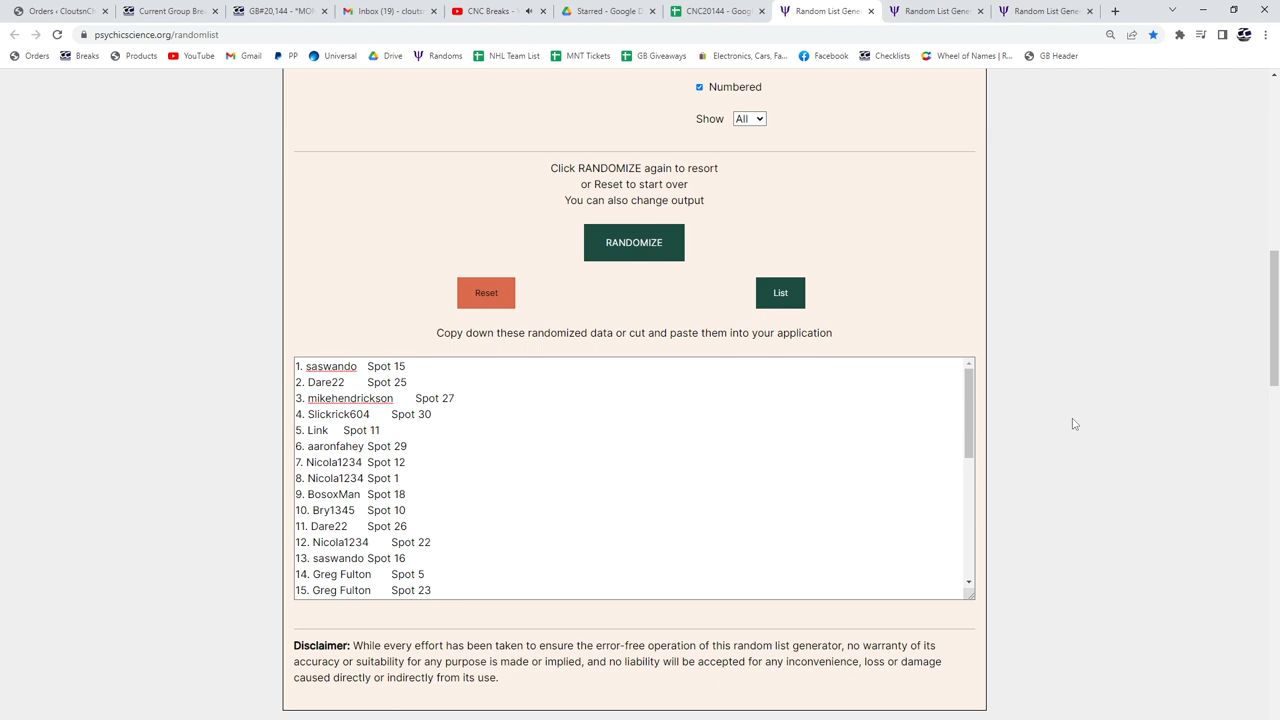 Orders ‹ CloutsnCh
Current Group Break
GB#20,144 - *MON
Inbox (19) - clouts
CNC Breaks -
Starred - Google D
CNC20144 - Goog
Random List Gene
Random List Gene
Random List Gene
psychicscience.org/randomlist
Orders
Breaks
Products
YouTube
Gmail
PP
Universal
Drive
Randoms
NHL Team List
MNT Tickets
GB Giveaways
Electronics, Cars, Fa...
Facebook
Checklists
Wheel of Names | R...
GB Header
Numbered
Show All
Click RANDOMIZE again to resort
or Reset to start over
You can also change output
RANDOMIZE
Reset
List
Copy down these randomized data or cut and paste them into your application
1. saswando Spot 15
2. Dare22 Spot 25
3. mikehendrickson Spot 27
4. Slickrick604 Spot 30
5. Link Spot 11
6. aaronfahey Spot 29
7. Nicola1234 Spot 12
8. Nicola1234 Spot 1
9. BosoxMan Spot 18
10. Bry1345 Spot 10
11. Dare22 Spot 26
12. Nicola1234 Spot 22
13. saswando Spot 16
14. Greg Fulton Spot 5
15. Greg Fulton Spot 23
Disclaimer: While every effort has been taken to ensure the error-free operation of this random list generator, no warranty of its
accuracy or suitability for any purpose is made or implied, and no liability will be accepted for any inconvenience, loss or damage
caused directly or indirectly from its use.